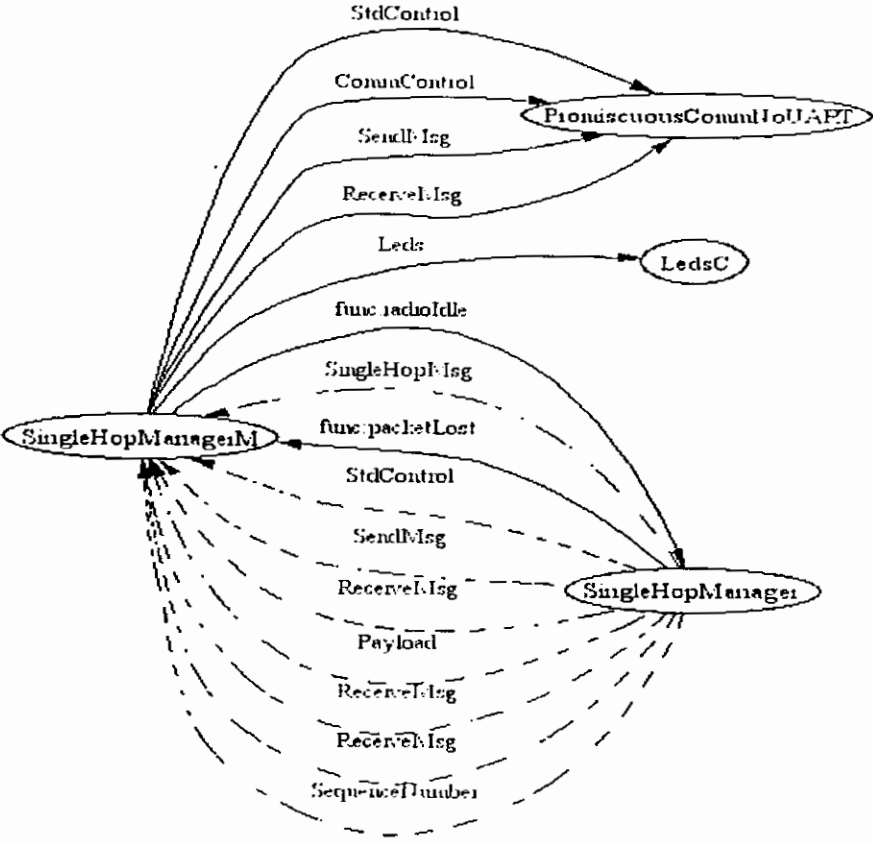 StdControl
CommControl
PromiscuousCommNoUART
SendMsg
ReceiveMsg
Leds
LedsC
func:radioIdle
SingleHopMsg
func:packetLost
SingleHopManagerM
StdControl
SendMsg
ReceiveMsg
SingleHopManager
Payload
ReceiveMsg
ReceiveMsg
SequenceNumber